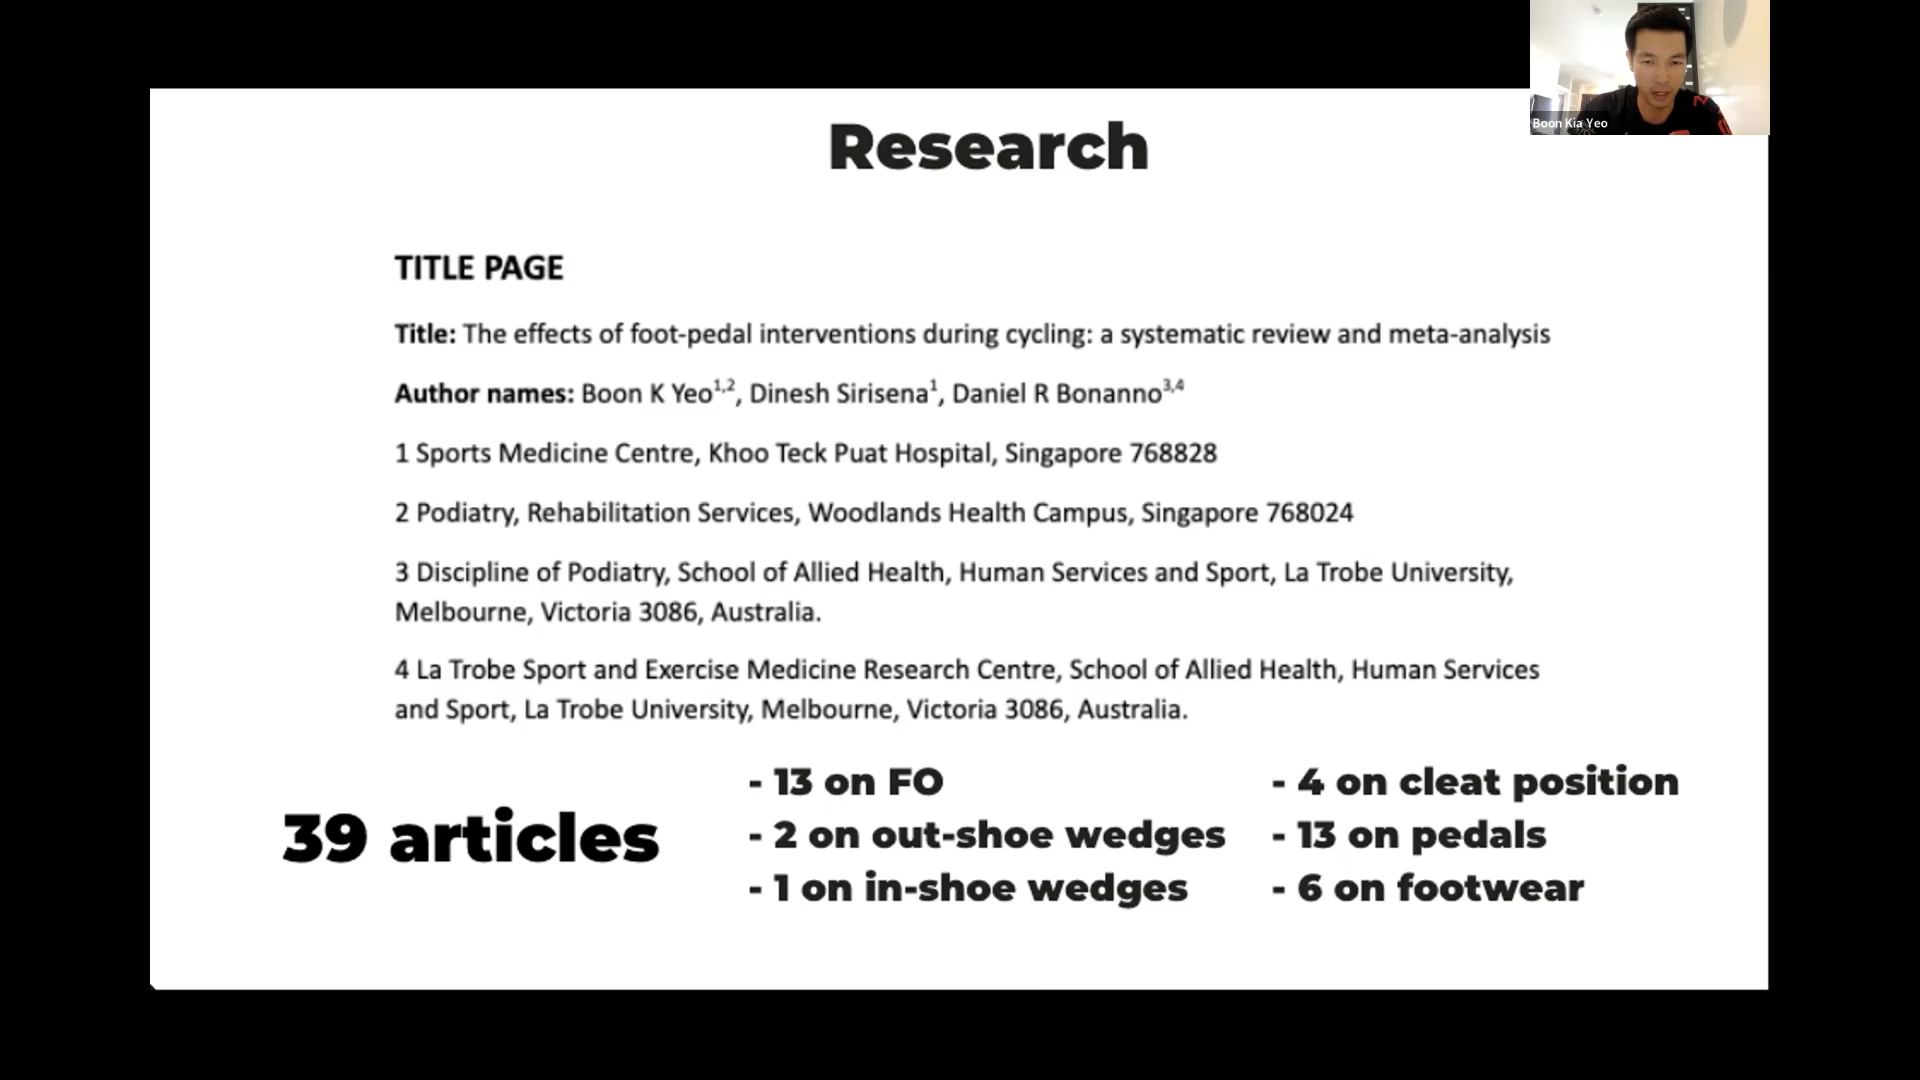 Boon Kia Yeo
Research
TITLE PAGE
Title: The effects of foot-pedal interventions during cycling: a systematic review and meta-analysis
Author names: Boon K Yeo1,2, Dinesh Sirisena1, Daniel R Bonanno3,4
1 Sports Medicine Centre, Khoo Teck Puat Hospital, Singapore 768828
2 Podiatry, Rehabilitation Services, Woodlands Health Campus, Singapore 768024
3 Discipline of Podiatry, School of Allied Health, Human Services and Sport, La Trobe University,
Melbourne, Victoria 3086, Australia.
4 La Trobe Sport and Exercise Medicine Research Centre, School of Allied Health, Human Services
and Sport, La Trobe University, Melbourne, Victoria 3086, Australia.
39 articles
- 13 on FO
- 2 on out-shoe wedges
- 1 on in-shoe wedges
- 4 on cleat position
- 13 on pedals
- 6 on footwear